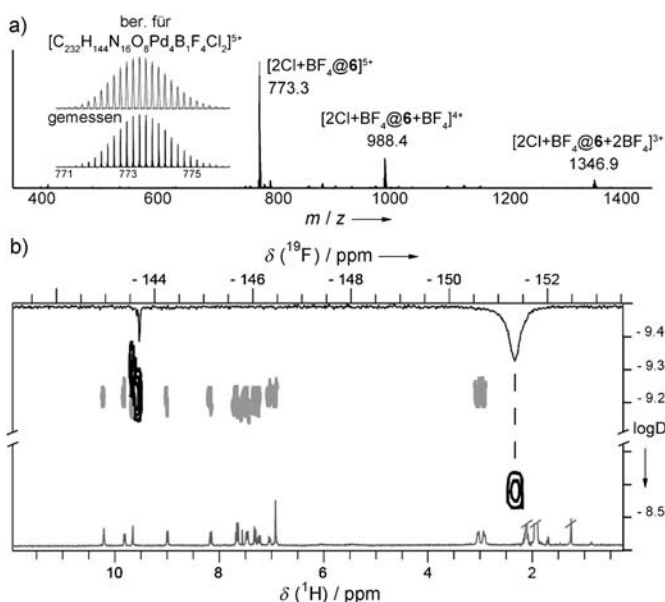 a)
ber. für
[C₂₃₂H₁₄₄N₁₆O₈Pd₄B₁F₄Cl₂]⁵⁺
gemessen
771 773 775
[2Cl+BF₄@6]⁵⁺
773.3
[2Cl+BF₄@6+BF₄]⁴⁺
988.4
[2Cl+BF₄@6+2BF₄]³⁺
1346.9
400 600 800 1000 1200 1400
m / z
b)
δ (¹⁹F) / ppm
- 144 - 146 - 148 - 150 - 152
- 9.4
- 9.3
- 9.2
logD
- 8.5
10 8 6 4 2
δ (¹H) / ppm